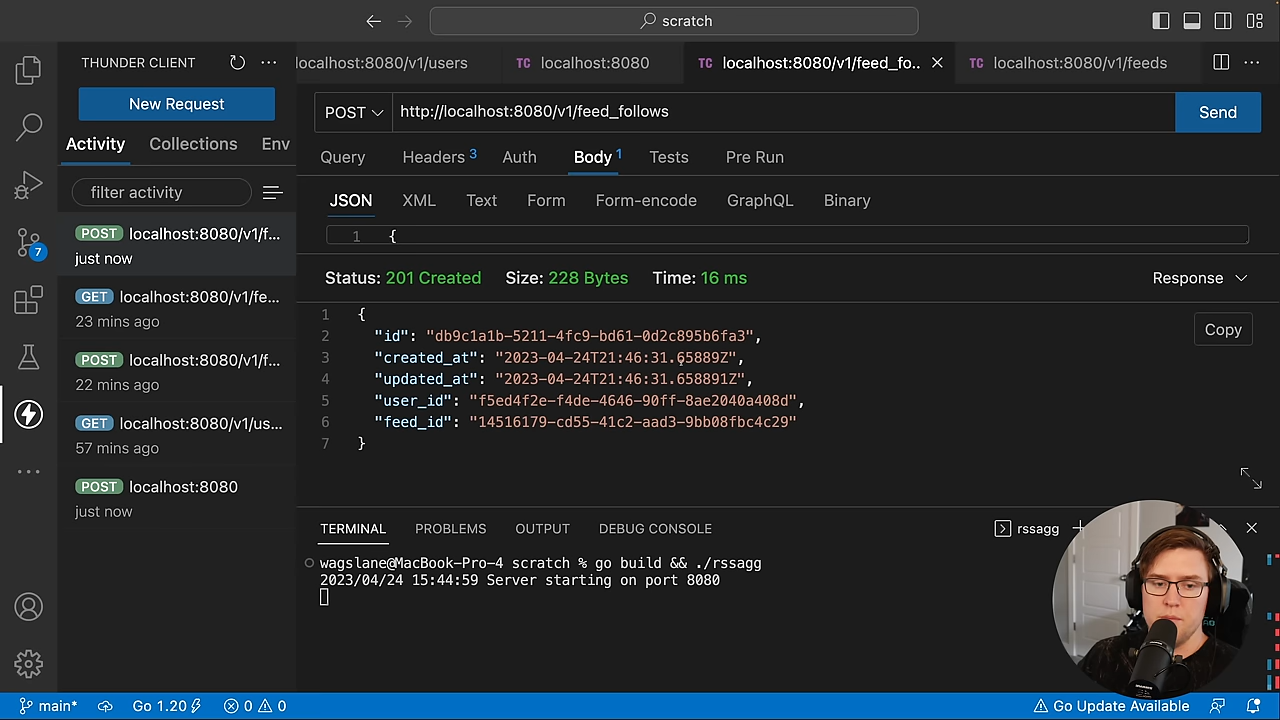 scratch
THUNDER CLIENT
New Request
Activity Collections Env
filter activity
POST localhost:8080/v1/f...
just now
GET localhost:8080/v1/fe...
23 mins ago
POST localhost:8080/v1/f...
22 mins ago
GET localhost:8080/v1/us...
57 mins ago
POST localhost:8080
just now
7
localhost:8080/v1/users TC localhost:8080 TC localhost:8080/v1/feed_fo... TC localhost:8080/v1/feeds
POST http://localhost:8080/v1/feed_follows Send
Query Headers 3 Auth Body 1 Tests Pre Run
JSON XML Text Form Form-encode GraphQL Binary
1 {
Status: 201 Created Size: 228 Bytes Time: 16 ms Response
1 {
2 "id": "db9c1a1b-5211-4fc9-bd61-0d2c895b6fa3",
3 "created_at": "2023-04-24T21:46:31.65889Z",
4 "updated_at": "2023-04-24T21:46:31.658891Z",
5 "user_id": "f5ed4f2e-f4de-4646-90ff-8ae2040a408d",
6 "feed_id": "14516179-cd55-41c2-aad3-9bb08fbc4c29"
7 }
Copy
TERMINAL PROBLEMS OUTPUT DEBUG CONSOLE rssagg
wagslane@MacBook-Pro-4 scratch % go build && ./rssagg
2023/04/24 15:44:59 Server starting on port 8080
main* Go 1.20 0 0 Go Update Available